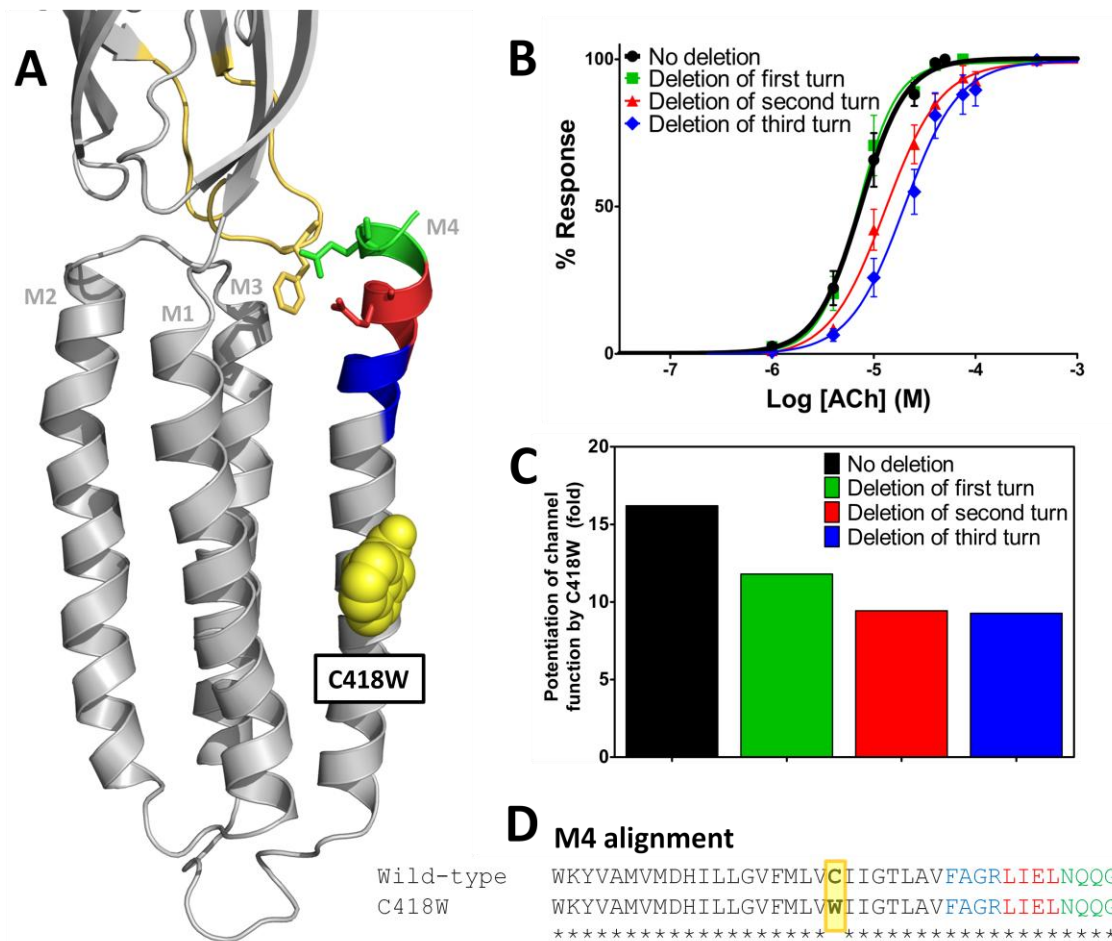 A
M4
M2
M1
M3
C418W
B
No deletion
Deletion of first turn
Deletion of second turn
Deletion of third turn
100
50
0
% Response
-7 -6 -5 -4 -3
Log [ACh] (M)
C
No deletion
Deletion of first turn
Deletion of second turn
Deletion of third turn
20
15
10
5
0
Potentiation of channel
function by C418W (fold)
D M4 alignment
Wild-type WKYVAMVMDHILLGVFMLVCIIGTLAVFAGRLIELNQQG
C418W WKYVAMVMDHILLGVFMLVWIIGTLAVFAGRLIELNQQG
******************* *******************